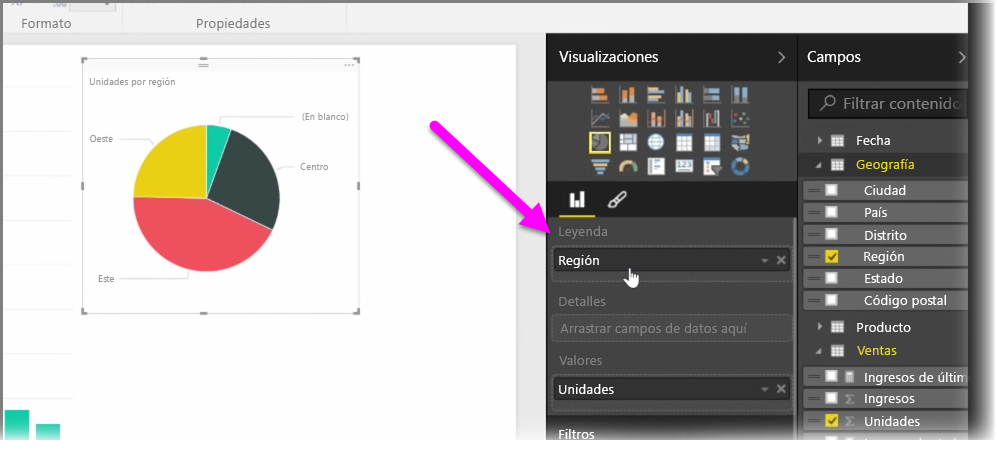 Formato
Propiedades
Unidades por región
(En blanco)
Oeste
Centro
Este
Visualizaciones
Leyenda
Región
Detalles
Arrastrar campos de datos aquí
Valores
Unidades
Filtros
Campos
Filtrar contenido
Fecha
Geografía
Ciudad
País
Distrito
Región
Estado
Código postal
Producto
Ventas
Ingresos de últim
Ingresos
Unidades